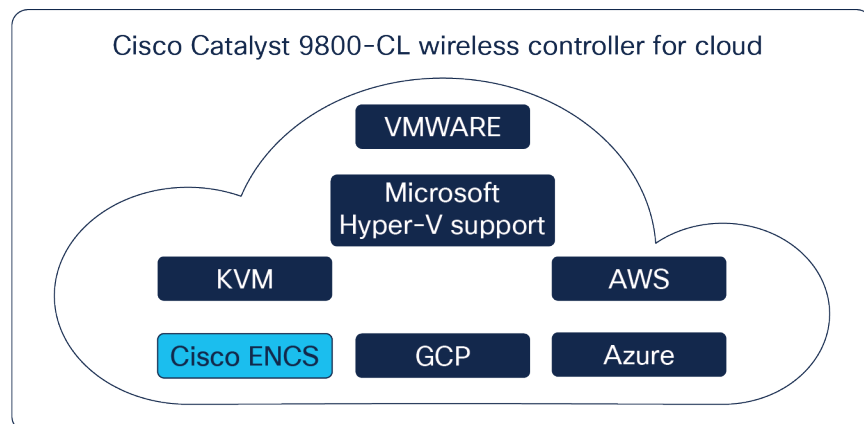 Cisco Catalyst 9800-CL wireless controller for cloud
VMWARE
Microsoft
Hyper-V support
KVM
AWS
Cisco ENCS
GCP
Azure